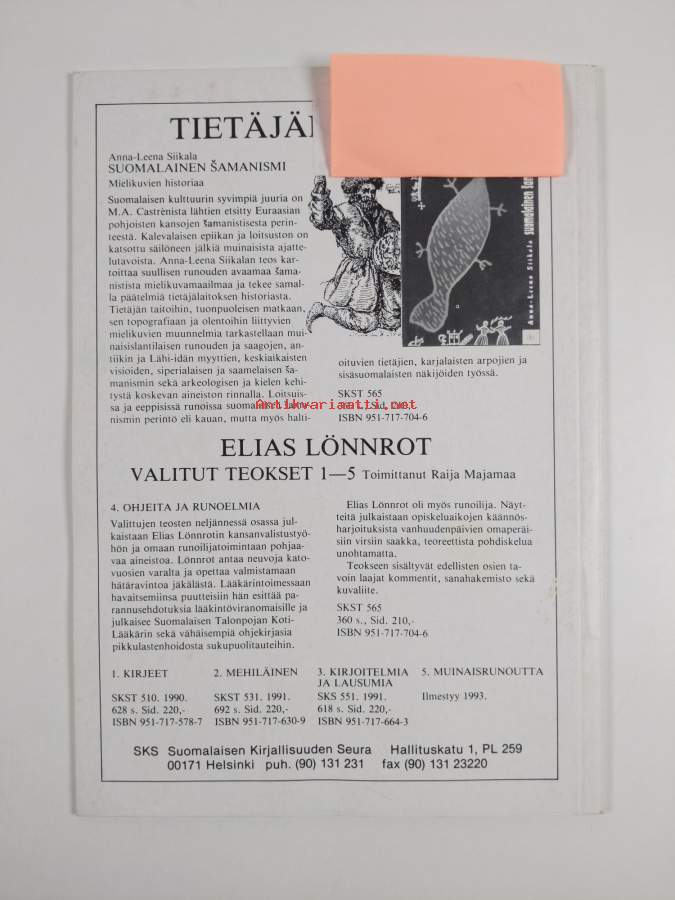 TIETÄJÄ
Anna-Leena Siikala
SUOMALAINEN ŠAMANISMI
Mielikuvien historiaa
Suomalaisen kulttuurin syvimpiä juuria on
M.A. Castrènista lähtien etsitty Euraasian
pohjoisten kansojen šamanistisesta perin-
teestä. Kalevalaisen epiikan ja loitsuston on
katsottu säilöneen jälkiä muinaisista ajatte-
lutavoista. Anna-Leena Siikalan teos kar-
toittaa suullisen runouden avaamaa šama-
nistista mielikuvamaailmaa ja tekee samal-
la päätelmiä tietäjälaitoksen historiasta.
Tietäjän taitoihin, tuonpuoleisen matkaan,
sen topografiaan ja olentoihin liittyvien
mielikuvien muunnelmia tarkastellaan mui-
naisislantilaisen runouden ja saagojen, an-
tiikin ja Lähi-idän myyttien, keskiaikaisten
visioiden, siperialaisen ja saamelaisen ša-
manismin sekä arkeologisen ja kielen kehi-
tystä koskevan aineiston rinnalla. Loitsuis-
sa ja eeppisissä runoissa suomalaisen šama-
nismin perintö eli kauan, mutta myös halti-
Anna-Leena Siikala
suomalainen
oituvien tietäjien, karjalaisten arpojien ja
sisäsuomalaisten näkijöiden työssä.
SKST 565
Sid.
ISBN 951-717-704-6
Antikvariaatti.net
ELIAS LÖNNROT
VALITUT TEOKSET 1—5 Toimittanut Raija Majamaa
4. OHJEITA JA RUNOELMIA
Valittujen teosten neljännessä osassa jul-
kaistaan Elias Lönnrotin kansanvalistustyö-
hön ja omaan runoilijatoimintaan pohjaa-
vaa aineistoa. Lönnrot antaa neuvoja kato-
vuosien varalta ja opettaa valmistamaan
hätäravintoa jäkälästä. Lääkärintoimessaan
havaitsemiinsa puutteisiin hän esittää pa-
rannusehdotuksia lääkintöviranomaisille ja
julkaisee Suomalaisen Talonpojan Koti-
Lääkärin sekä vähäisempiä ohjekirjasia
pikkulastenhoidosta sukupuolitauteihin.
Elias Lönnrot oli myös runoilija. Näyt-
teitä julkaistaan opiskeluaikojen käännös-
harjoituksista vanhuudenpäivien omaperäi-
siin virsiin saakka, teoreettista pohdiskelua
unohtamatta.
Teokseen sisältyvät edellisten osien ta-
voin laajat kommentit, sanahakemisto sekä
kuvaliite.
SKST 565
360 s., Sid. 210,-
ISBN 951-717-704-6
1. KIRJEET
SKST 510. 1990.
628 s. Sid. 220,-
ISBN 951-717-578-7
2. MEHILÄINEN
SKST 531. 1991.
692 s. Sid. 220,-
ISBN 951-717-630-9
3. KIRJOITELMIA
JA LAUSUMIA
SKS 551. 1991.
618 s. Sid. 220,-
ISBN 951-717-664-3
5. MUINAISRUNOUTTA
Ilmestyy 1993.
SKS Suomalaisen Kirjallisuuden Seura Hallituskatu 1, PL 259
00171 Helsinki puh. (90) 131 231 fax (90) 131 23220